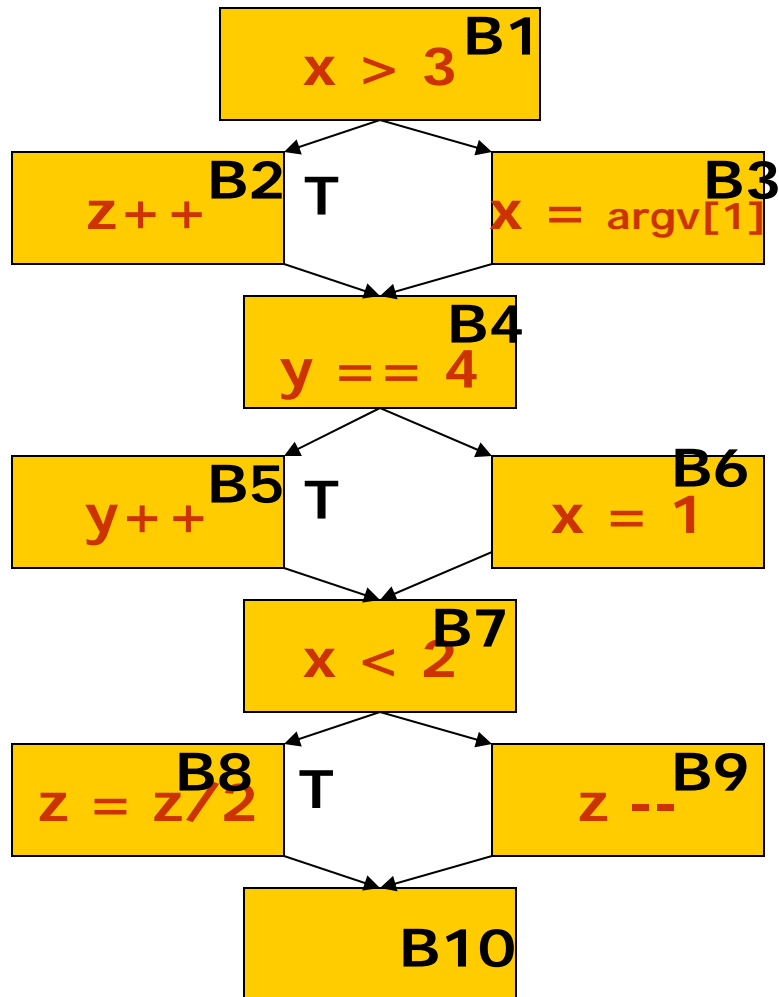 B1
x > 3
B2
z++
T
B3
x = argv[1]
B4
y == 4
B5
y++
T
B6
x = 1
B7
x < 2
B8
z = z/2
T
B9
z --
B10